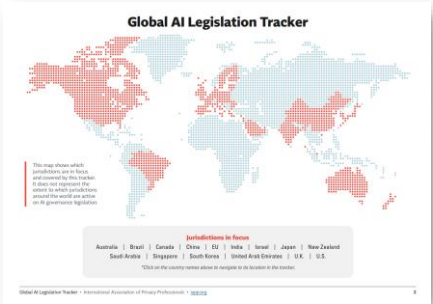 Global AI Legislation Tracker
This map shows which
jurisdictions are in focus
and covered by this tracker.
It does not represent the
extent to which jurisdictions
around the world are active
on AI governance legislation.
Jurisdictions in focus
Australia | Brazil | Canada | China | EU | India | Israel | Japan | New Zealand
Saudi Arabia | Singapore | South Korea | United Arab Emirates | U.K. | U.S.
*Click on the country names above to navigate to its location in the tracker.
Global AI Legislation Tracker • International Association of Privacy Professionals • iapp.org